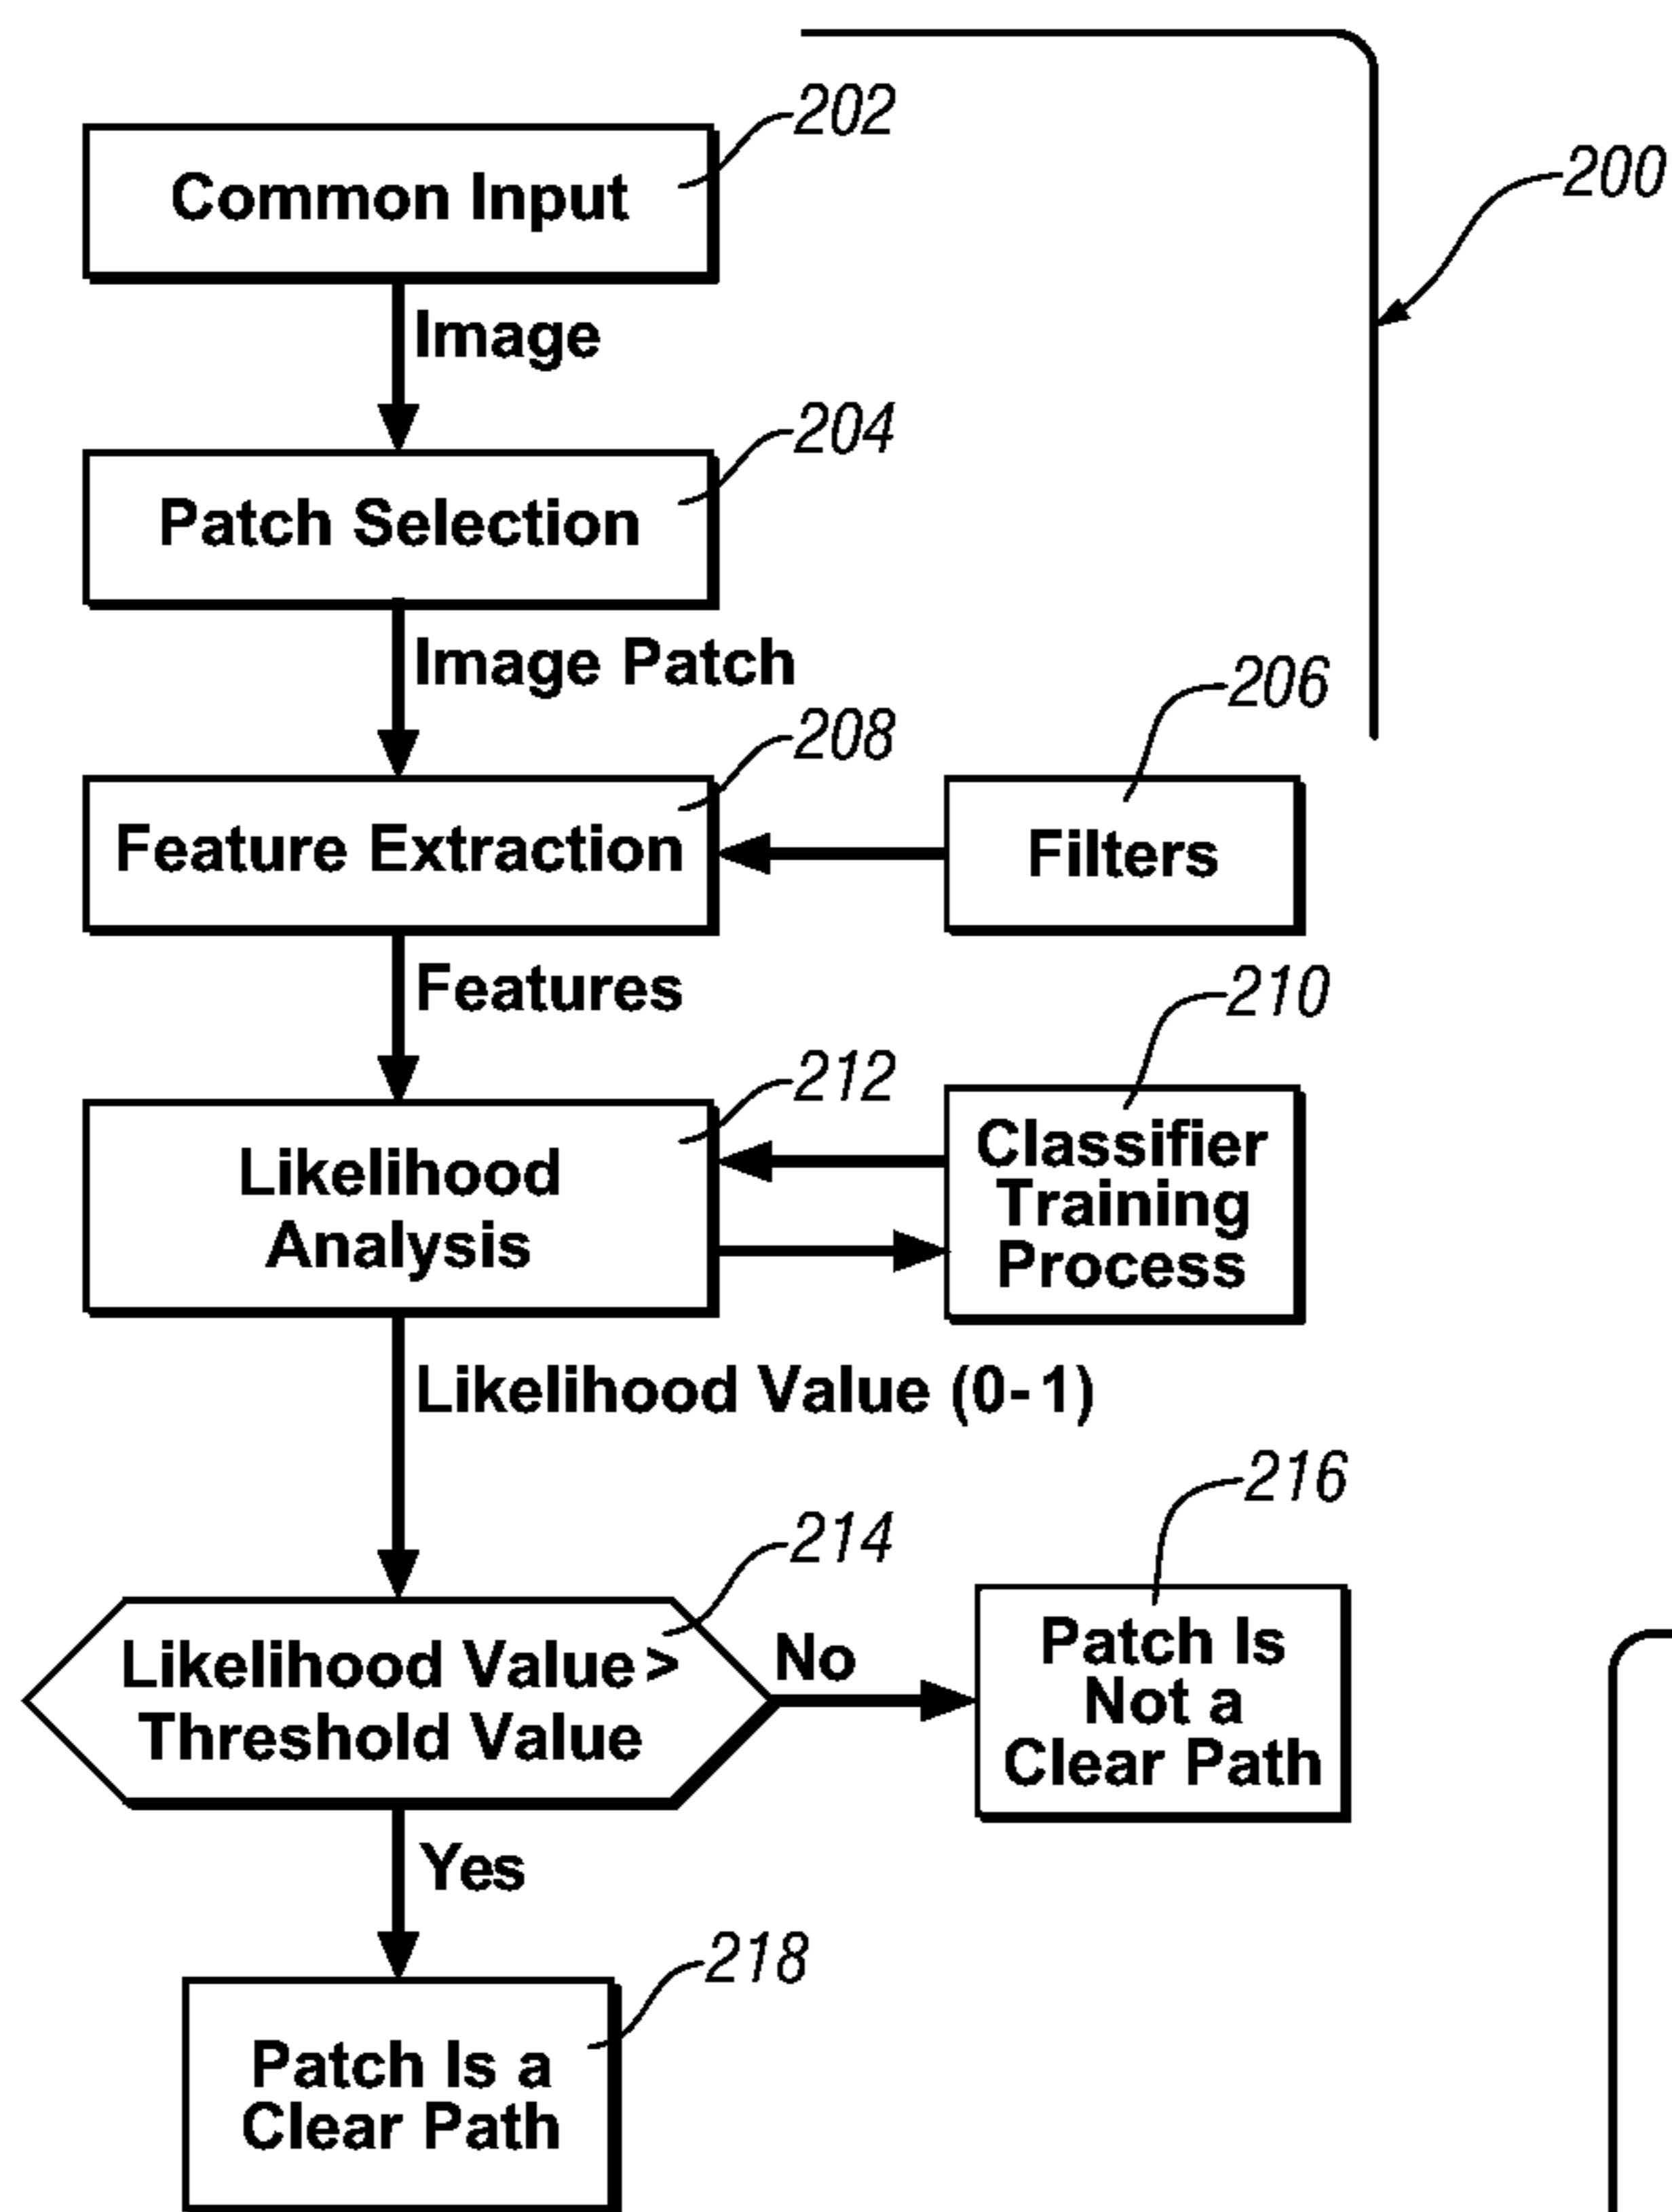 202
Common Input
200
Image
204
Patch Selection
Image Patch
206
208
Feature Extraction
Filters
Features
210
212
Likelihood
Analysis
Classifier
Training
Process
Likelihood Value (0-1)
216
214
Likelihood Value >
Threshold Value
No
Patch Is
Not a
Clear Path
Yes
218
Patch Is a
Clear Path